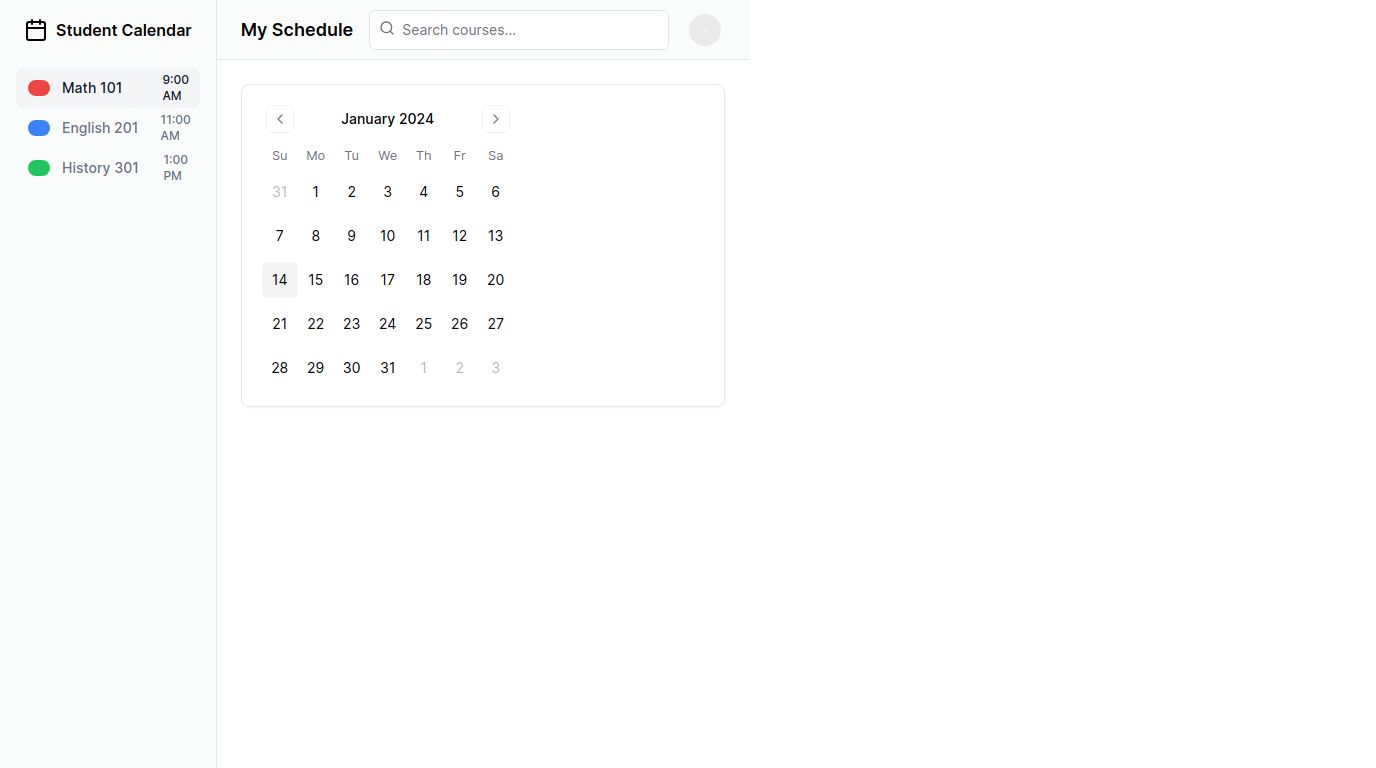 Student Calendar
Math 101
9:00
AM
English 201
11:00
AM
History 301
1:00
PM
My Schedule
Search courses...
January 2024
Su Mo Tu We Th Fr Sa
31 1 2 3 4 5 6
7 8 9 10 11 12 13
14 15 16 17 18 19 20
21 22 23 24 25 26 27
28 29 30 31 1 2 3